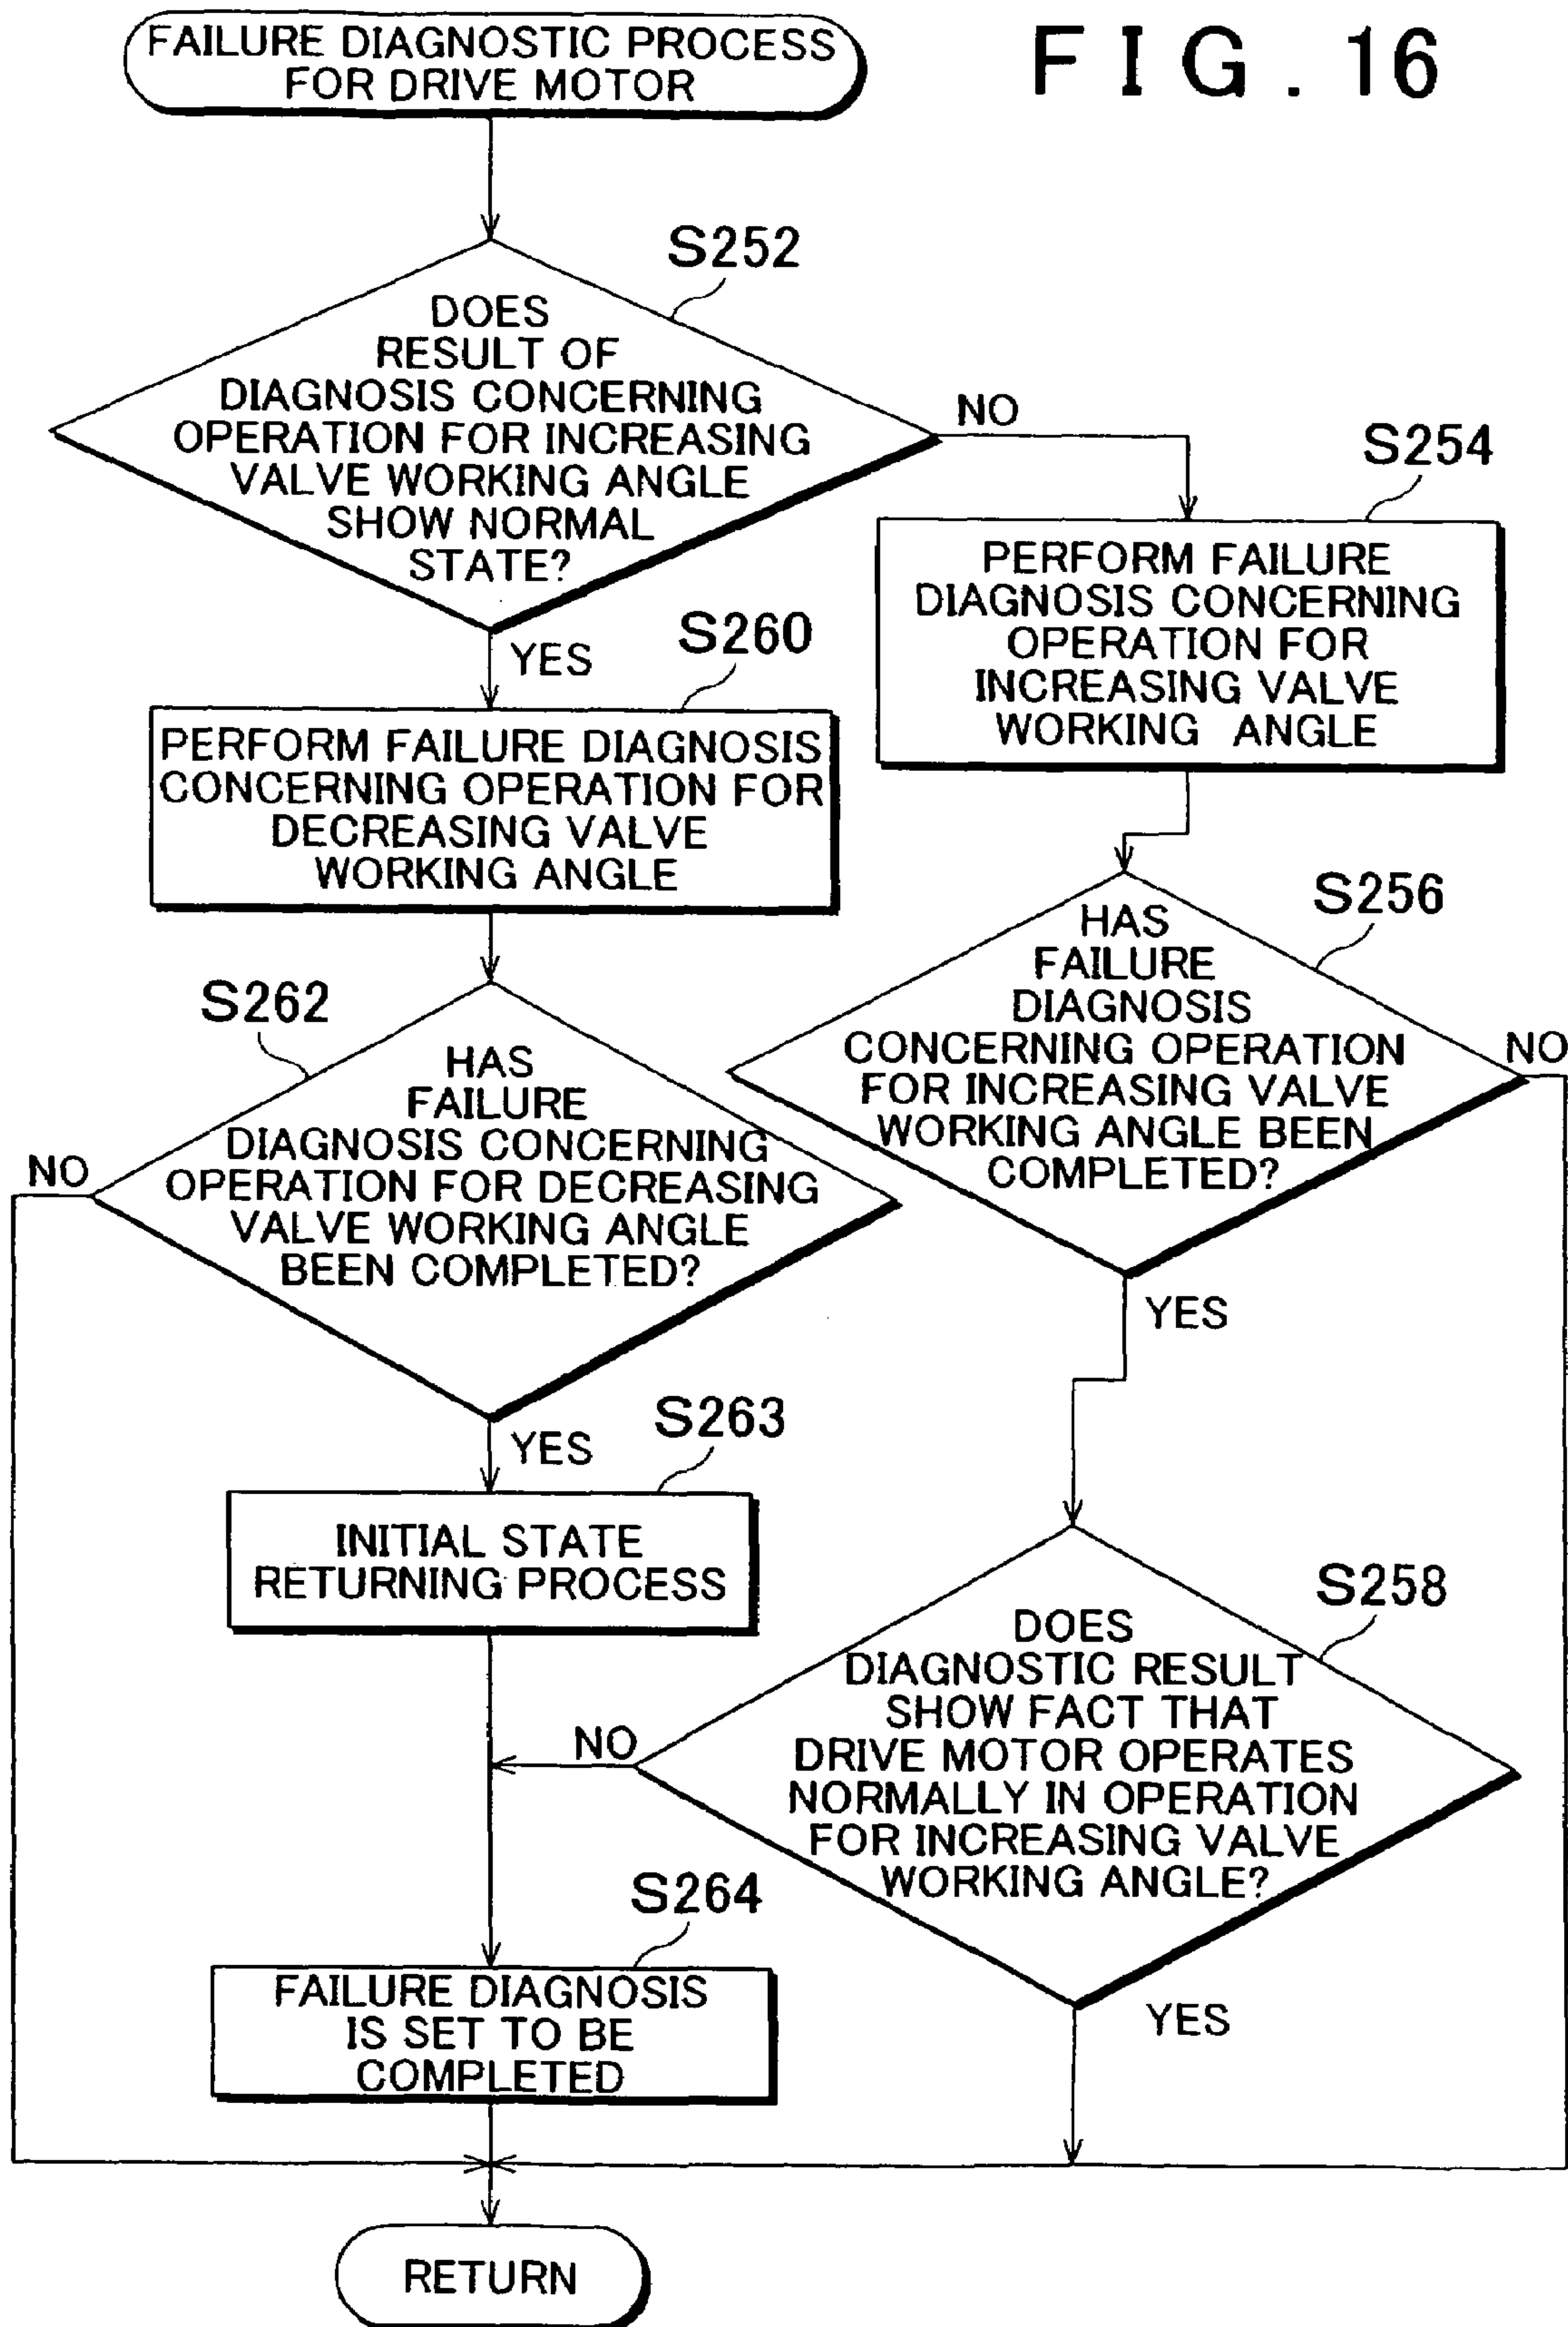 FAILURE DIAGNOSTIC PROCESS
FOR DRIVE MOTOR
FIG. 16
S252
DOES
RESULT OF
DIAGNOSIS CONCERNING
OPERATION FOR INCREASING
VALVE WORKING ANGLE
SHOW NORMAL
STATE?
NO
YES
S254
PERFORM FAILURE
DIAGNOSIS CONCERNING
OPERATION FOR
INCREASING VALVE
WORKING ANGLE
S260
PERFORM FAILURE DIAGNOSIS
CONCERNING OPERATION FOR
DECREASING VALVE
WORKING ANGLE
S256
HAS
FAILURE
DIAGNOSIS
CONCERNING OPERATION
FOR INCREASING VALVE
WORKING ANGLE BEEN
COMPLETED?
NO
YES
S262
HAS
FAILURE
DIAGNOSIS CONCERNING
OPERATION FOR DECREASING
VALVE WORKING ANGLE
BEEN COMPLETED?
NO
YES
S263
INITIAL STATE
RETURNING PROCESS
S258
DOES
DIAGNOSTIC RESULT
SHOW FACT THAT
DRIVE MOTOR OPERATES
NORMALLY IN OPERATION
FOR INCREASING VALVE
WORKING ANGLE?
NO
YES
S264
FAILURE DIAGNOSIS
IS SET TO BE
COMPLETED
RETURN